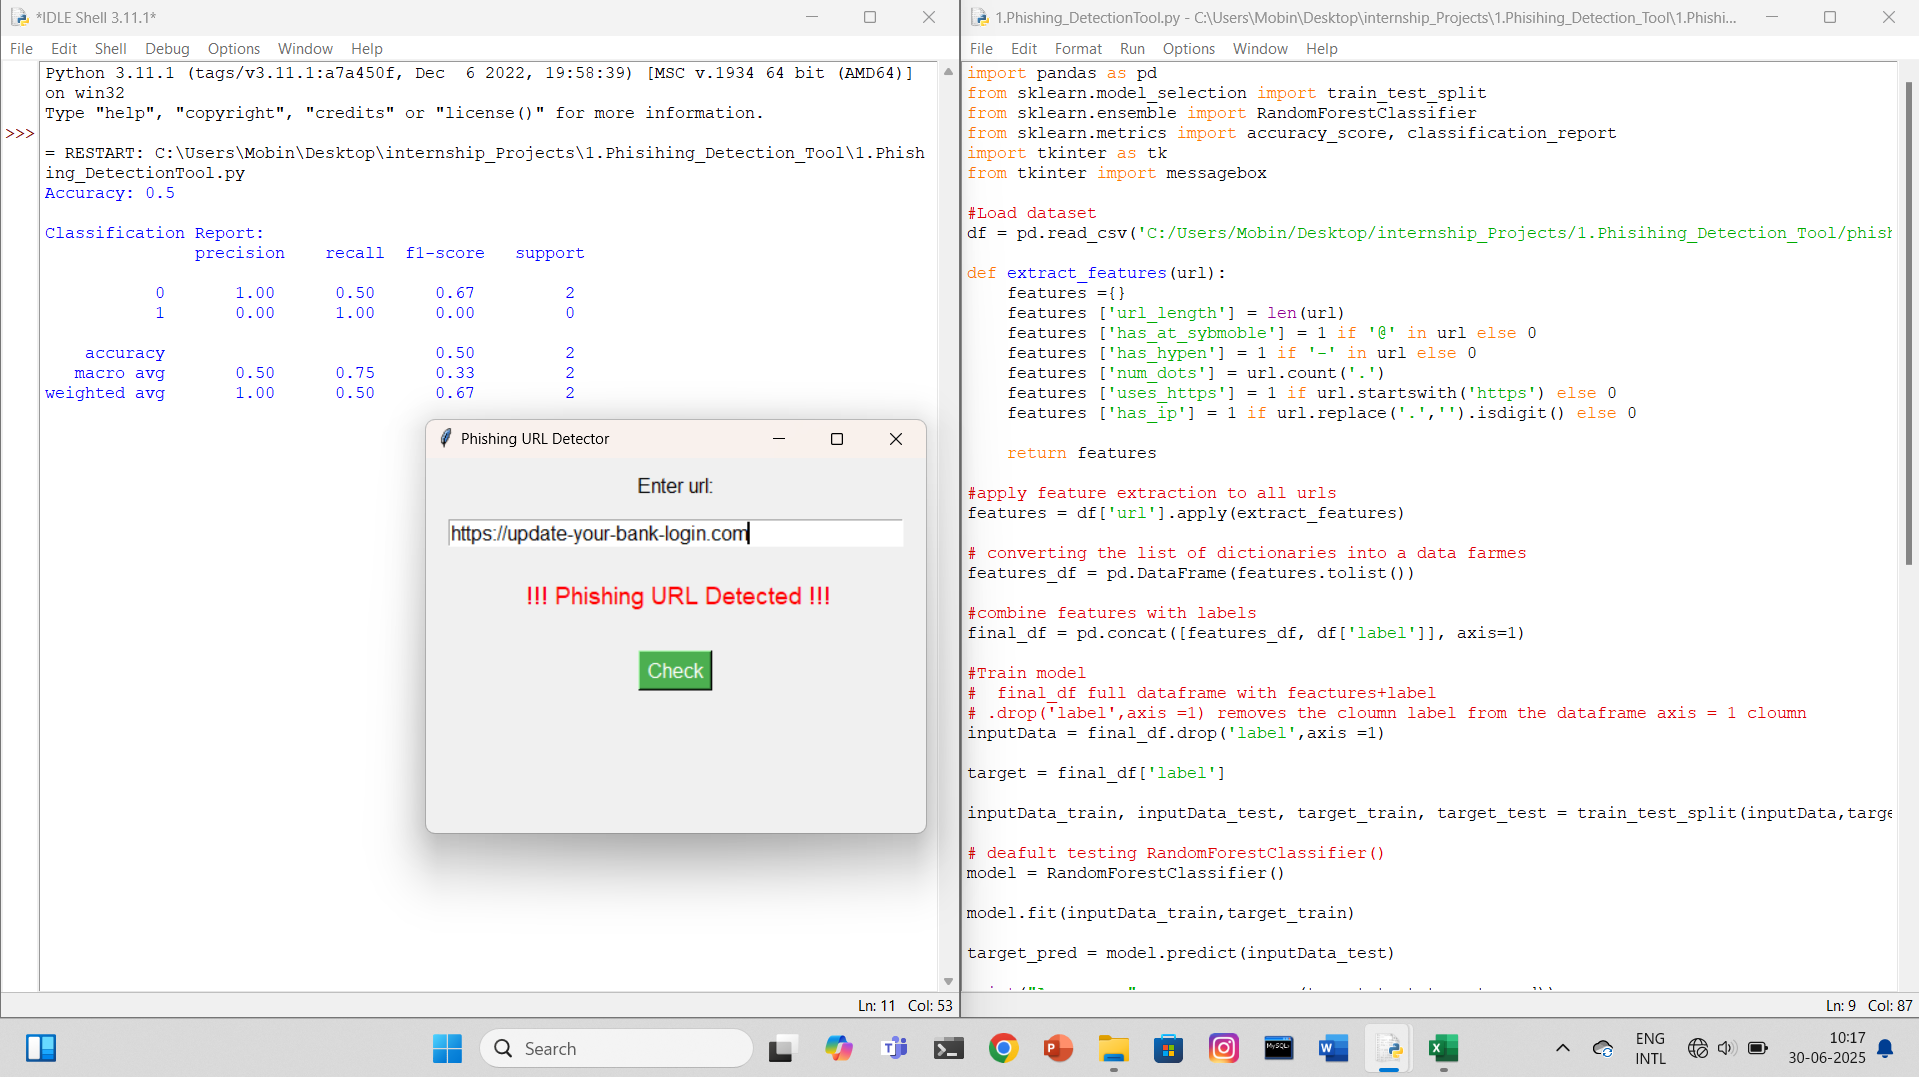 *IDLE Shell 3.11.1*
File Edit Shell Debug Options Window Help
Python 3.11.1 (tags/v3.11.1:a7a450f, Dec  6 2022, 19:58:39) [MSC v.1934 64 bit (AMD64)]
on win32
Type "help", "copyright", "credits" or "license()" for more information.
>>>
= RESTART: C:\Users\Mobin\Desktop\internship_Projects\1.Phisihing_Detection_Tool\1.Phish
ing_DetectionTool.py
Accuracy: 0.5
Classification Report:
precision recall f1-score support
0 1.00 0.50 0.67 2
1 0.00 1.00 0.00 0
accuracy 0.50 2
macro avg 0.50 0.75 0.33 2
weighted avg 1.00 0.50 0.67 2
Phishing URL Detector
Enter url:
https://update-your-bank-login.com
!!! Phishing URL Detected !!!
Check
Ln: 11 Col: 53
1.Phishing_DetectionTool.py - C:\Users\Mobin\Desktop\internship_Projects\1.Phisihing_Detection_Tool\1.Phishi...
File Edit Format Run Options Window Help
import pandas as pd
from sklearn.model_selection import train_test_split
from sklearn.ensemble import RandomForestClassifier
from sklearn.metrics import accuracy_score, classification_report
import tkinter as tk
from tkinter import messagebox
#Load dataset
df = pd.read_csv('C:/Users/Mobin/Desktop/internship_Projects/1.Phisihing_Detection_Tool/phish
def extract_features(url):
features ={}
features ['url_length'] = len(url)
features ['has_at_sybmoble'] = 1 if '@' in url else 0
features ['has_hypen'] = 1 if '-' in url else 0
features ['num_dots'] = url.count('.')
features ['uses_https'] = 1 if url.startswith('https') else 0
features ['has_ip'] = 1 if url.replace('.','').isdigit() else 0
return features
#apply feature extraction to all urls
features = df['url'].apply(extract_features)
# converting the list of dictionaries into a data farmes
features_df = pd.DataFrame(features.tolist())
#combine features with labels
final_df = pd.concat([features_df, df['label']], axis=1)
#Train model
#  final_df full dataframe with feactures+label
# .drop('label',axis =1) removes the cloumn label from the dataframe axis = 1 cloumn
inputData = final_df.drop('label',axis =1)
target = final_df['label']
inputData_train, inputData_test, target_train, target_test = train_test_split(inputData,targe
# deafult testing RandomForestClassifier()
model = RandomForestClassifier()
model.fit(inputData_train,target_train)
target_pred = model.predict(inputData_test)
Ln: 9 Col: 87
Search
MySQL
ENG
INTL
10:17
30-06-2025